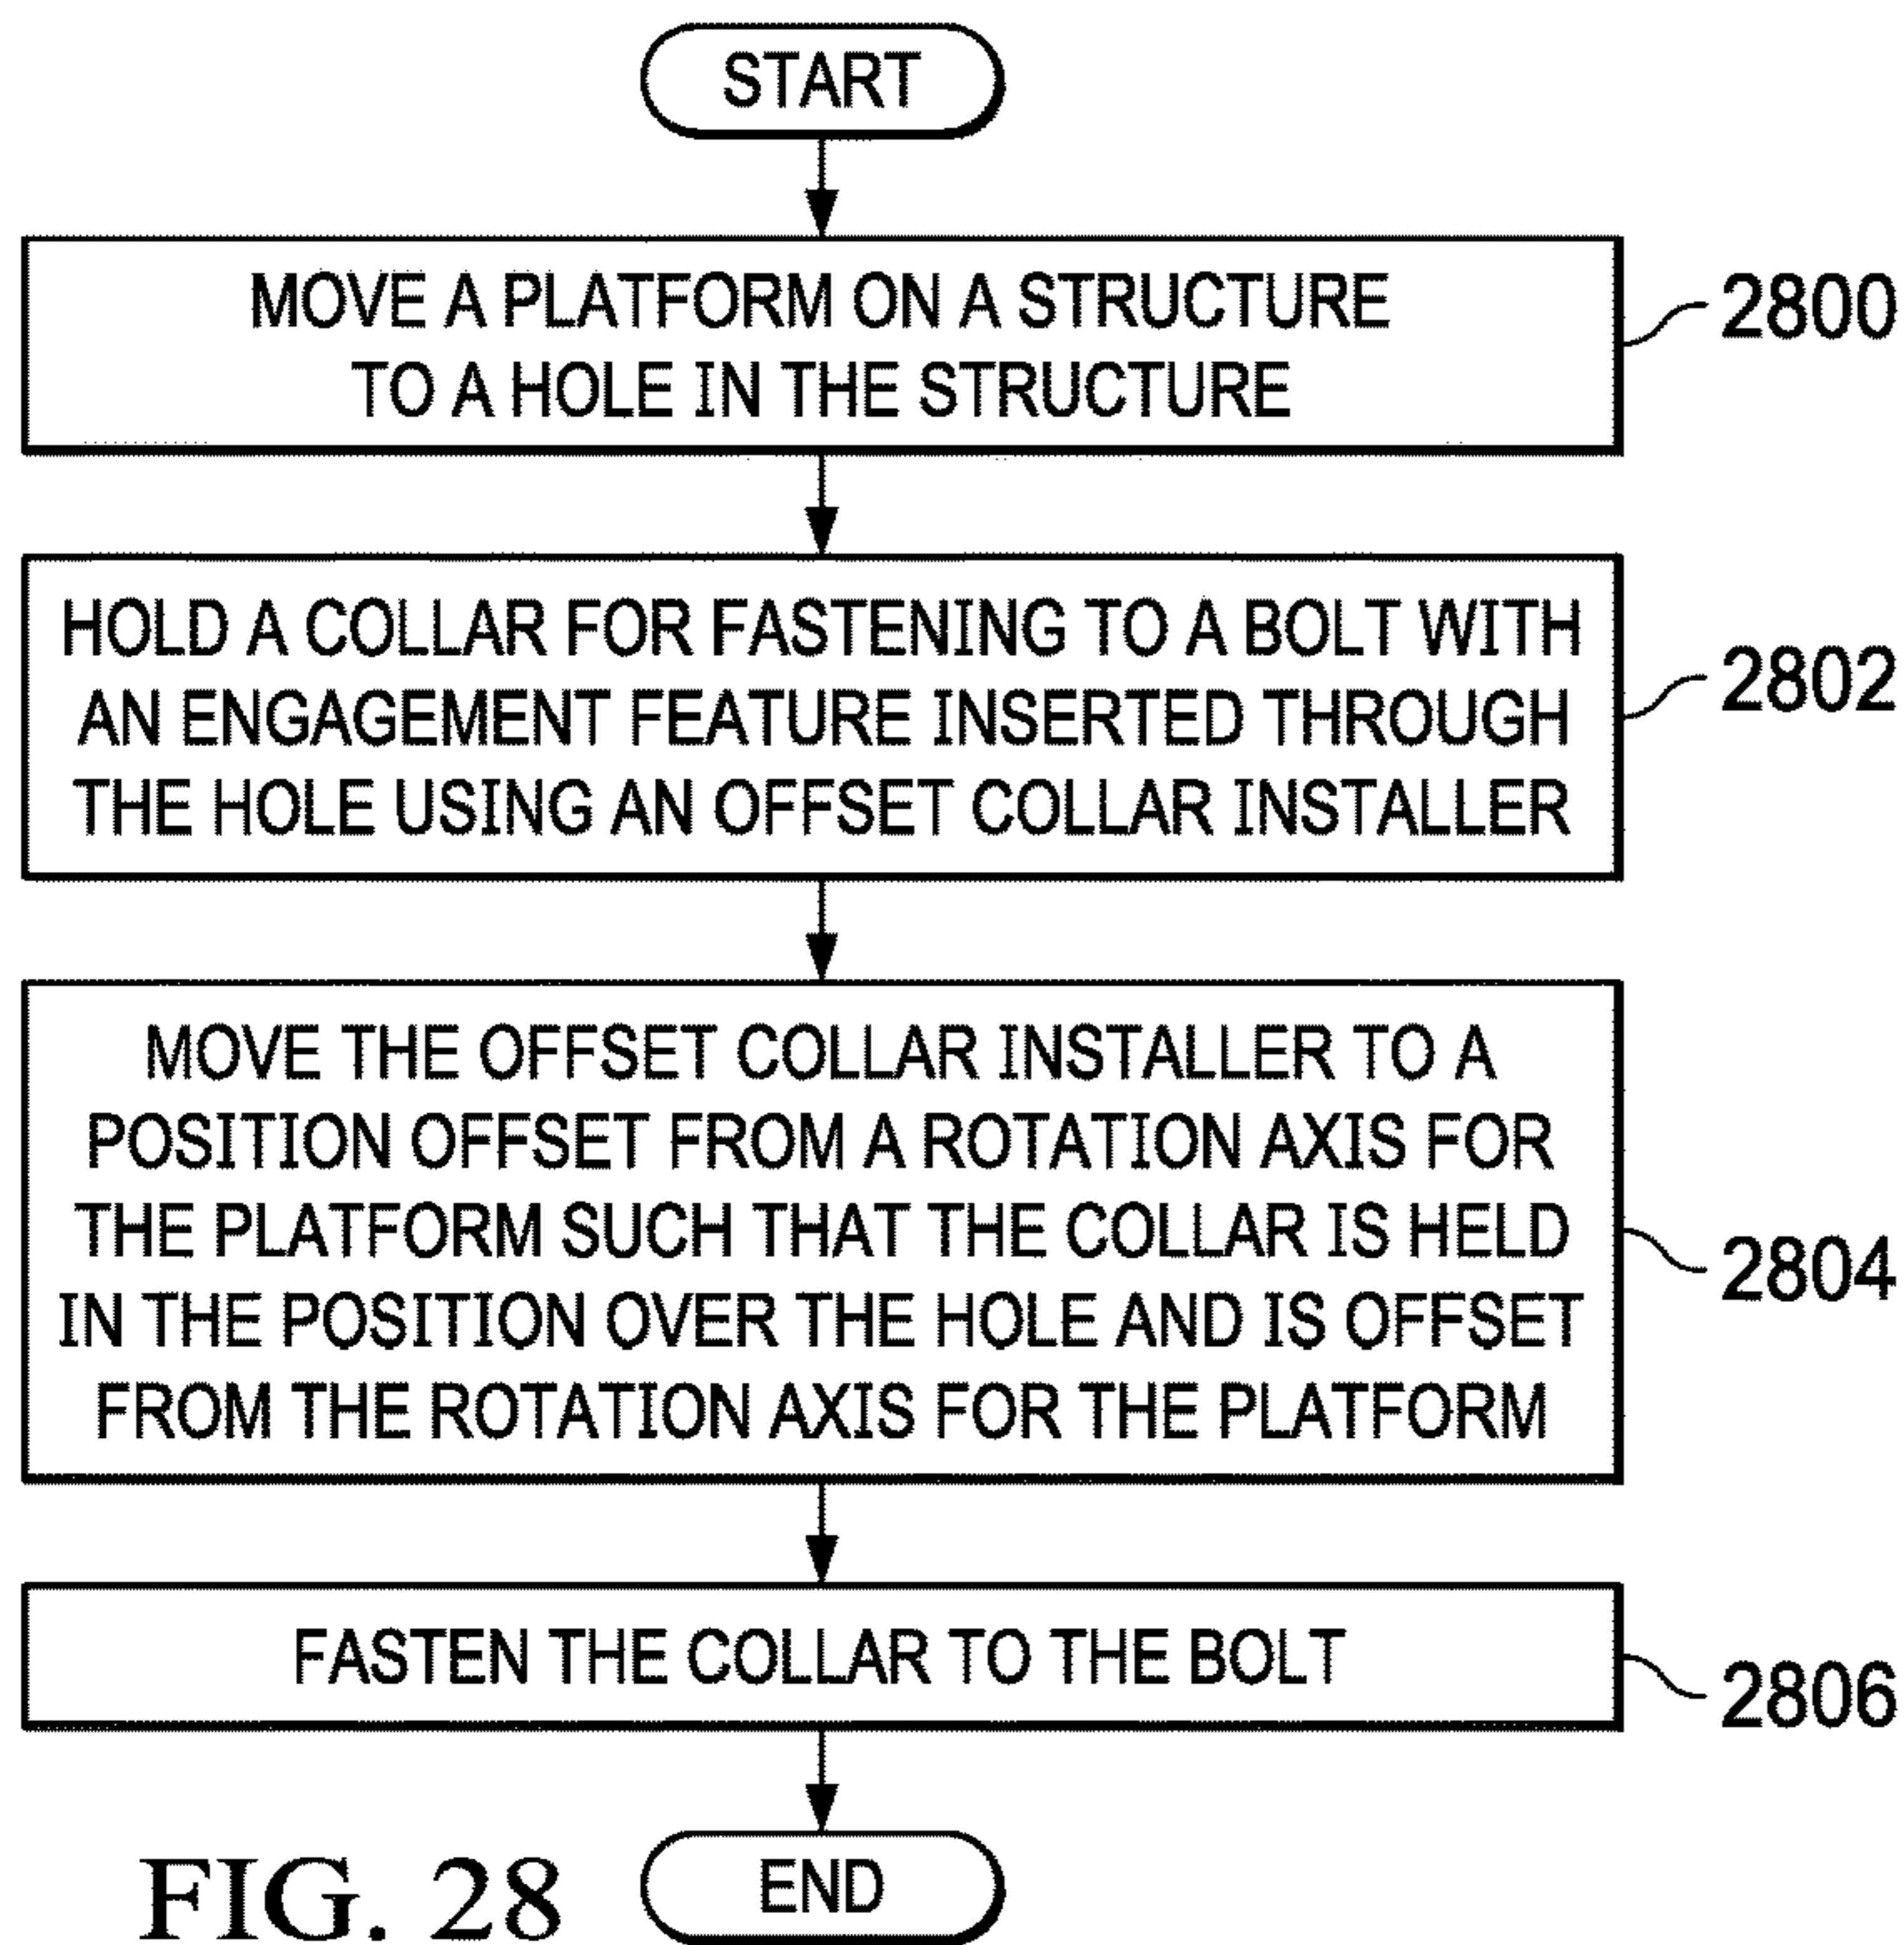 START
MOVE A PLATFORM ON A STRUCTURE
TO A HOLE IN THE STRUCTURE
2800
HOLD A COLLAR FOR FASTENING TO A BOLT WITH
AN ENGAGEMENT FEATURE INSERTED THROUGH
THE HOLE USING AN OFFSET COLLAR INSTALLER
2802
MOVE THE OFFSET COLLAR INSTALLER TO A
POSITION OFFSET FROM A ROTATION AXIS FOR
THE PLATFORM SUCH THAT THE COLLAR IS HELD
IN THE POSITION OVER THE HOLE AND IS OFFSET
FROM THE ROTATION AXIS FOR THE PLATFORM
2804
FASTEN THE COLLAR TO THE BOLT
2806
END
FIG. 28